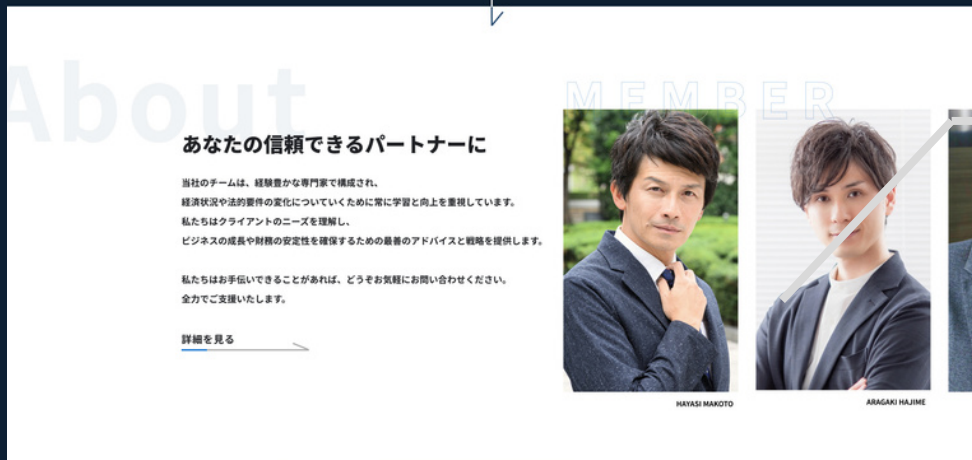 About
あなたの信頼できるパートナーに
当社のチームは、経験豊かな専門家で構成され、
経済状況や法的要件の変化についていくために常に学習と向上を重視しています。
私たちはクライアントのニーズを理解し、
ビジネスの成長や財務の安定性を確保するための最善のアドバイスと戦略を提供します。
私たちはお手伝いできることがあれば、どうぞお気軽にお問い合わせください。
全力でご支援いたします。
詳細を見る
MEMBER
HAYASI MAKOTO
ARAGAKI HAJIME